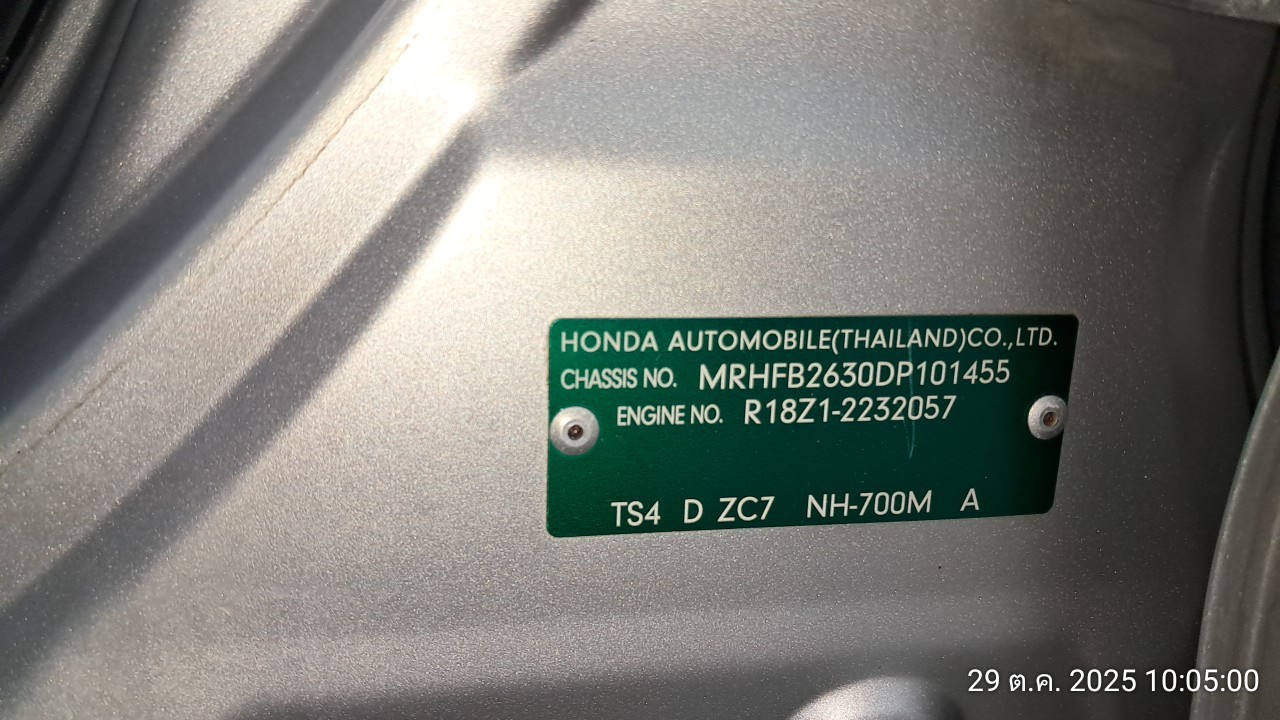 HONDA AUTOMOBILE(THAILAND)CO.,LTD.
CHASSIS NO. MRHFB2630DP101455
ENGINE NO. R18Z1-2232057
TS4 D ZC7 NH-700M A
29 ต.ค. 2025 10:05:00